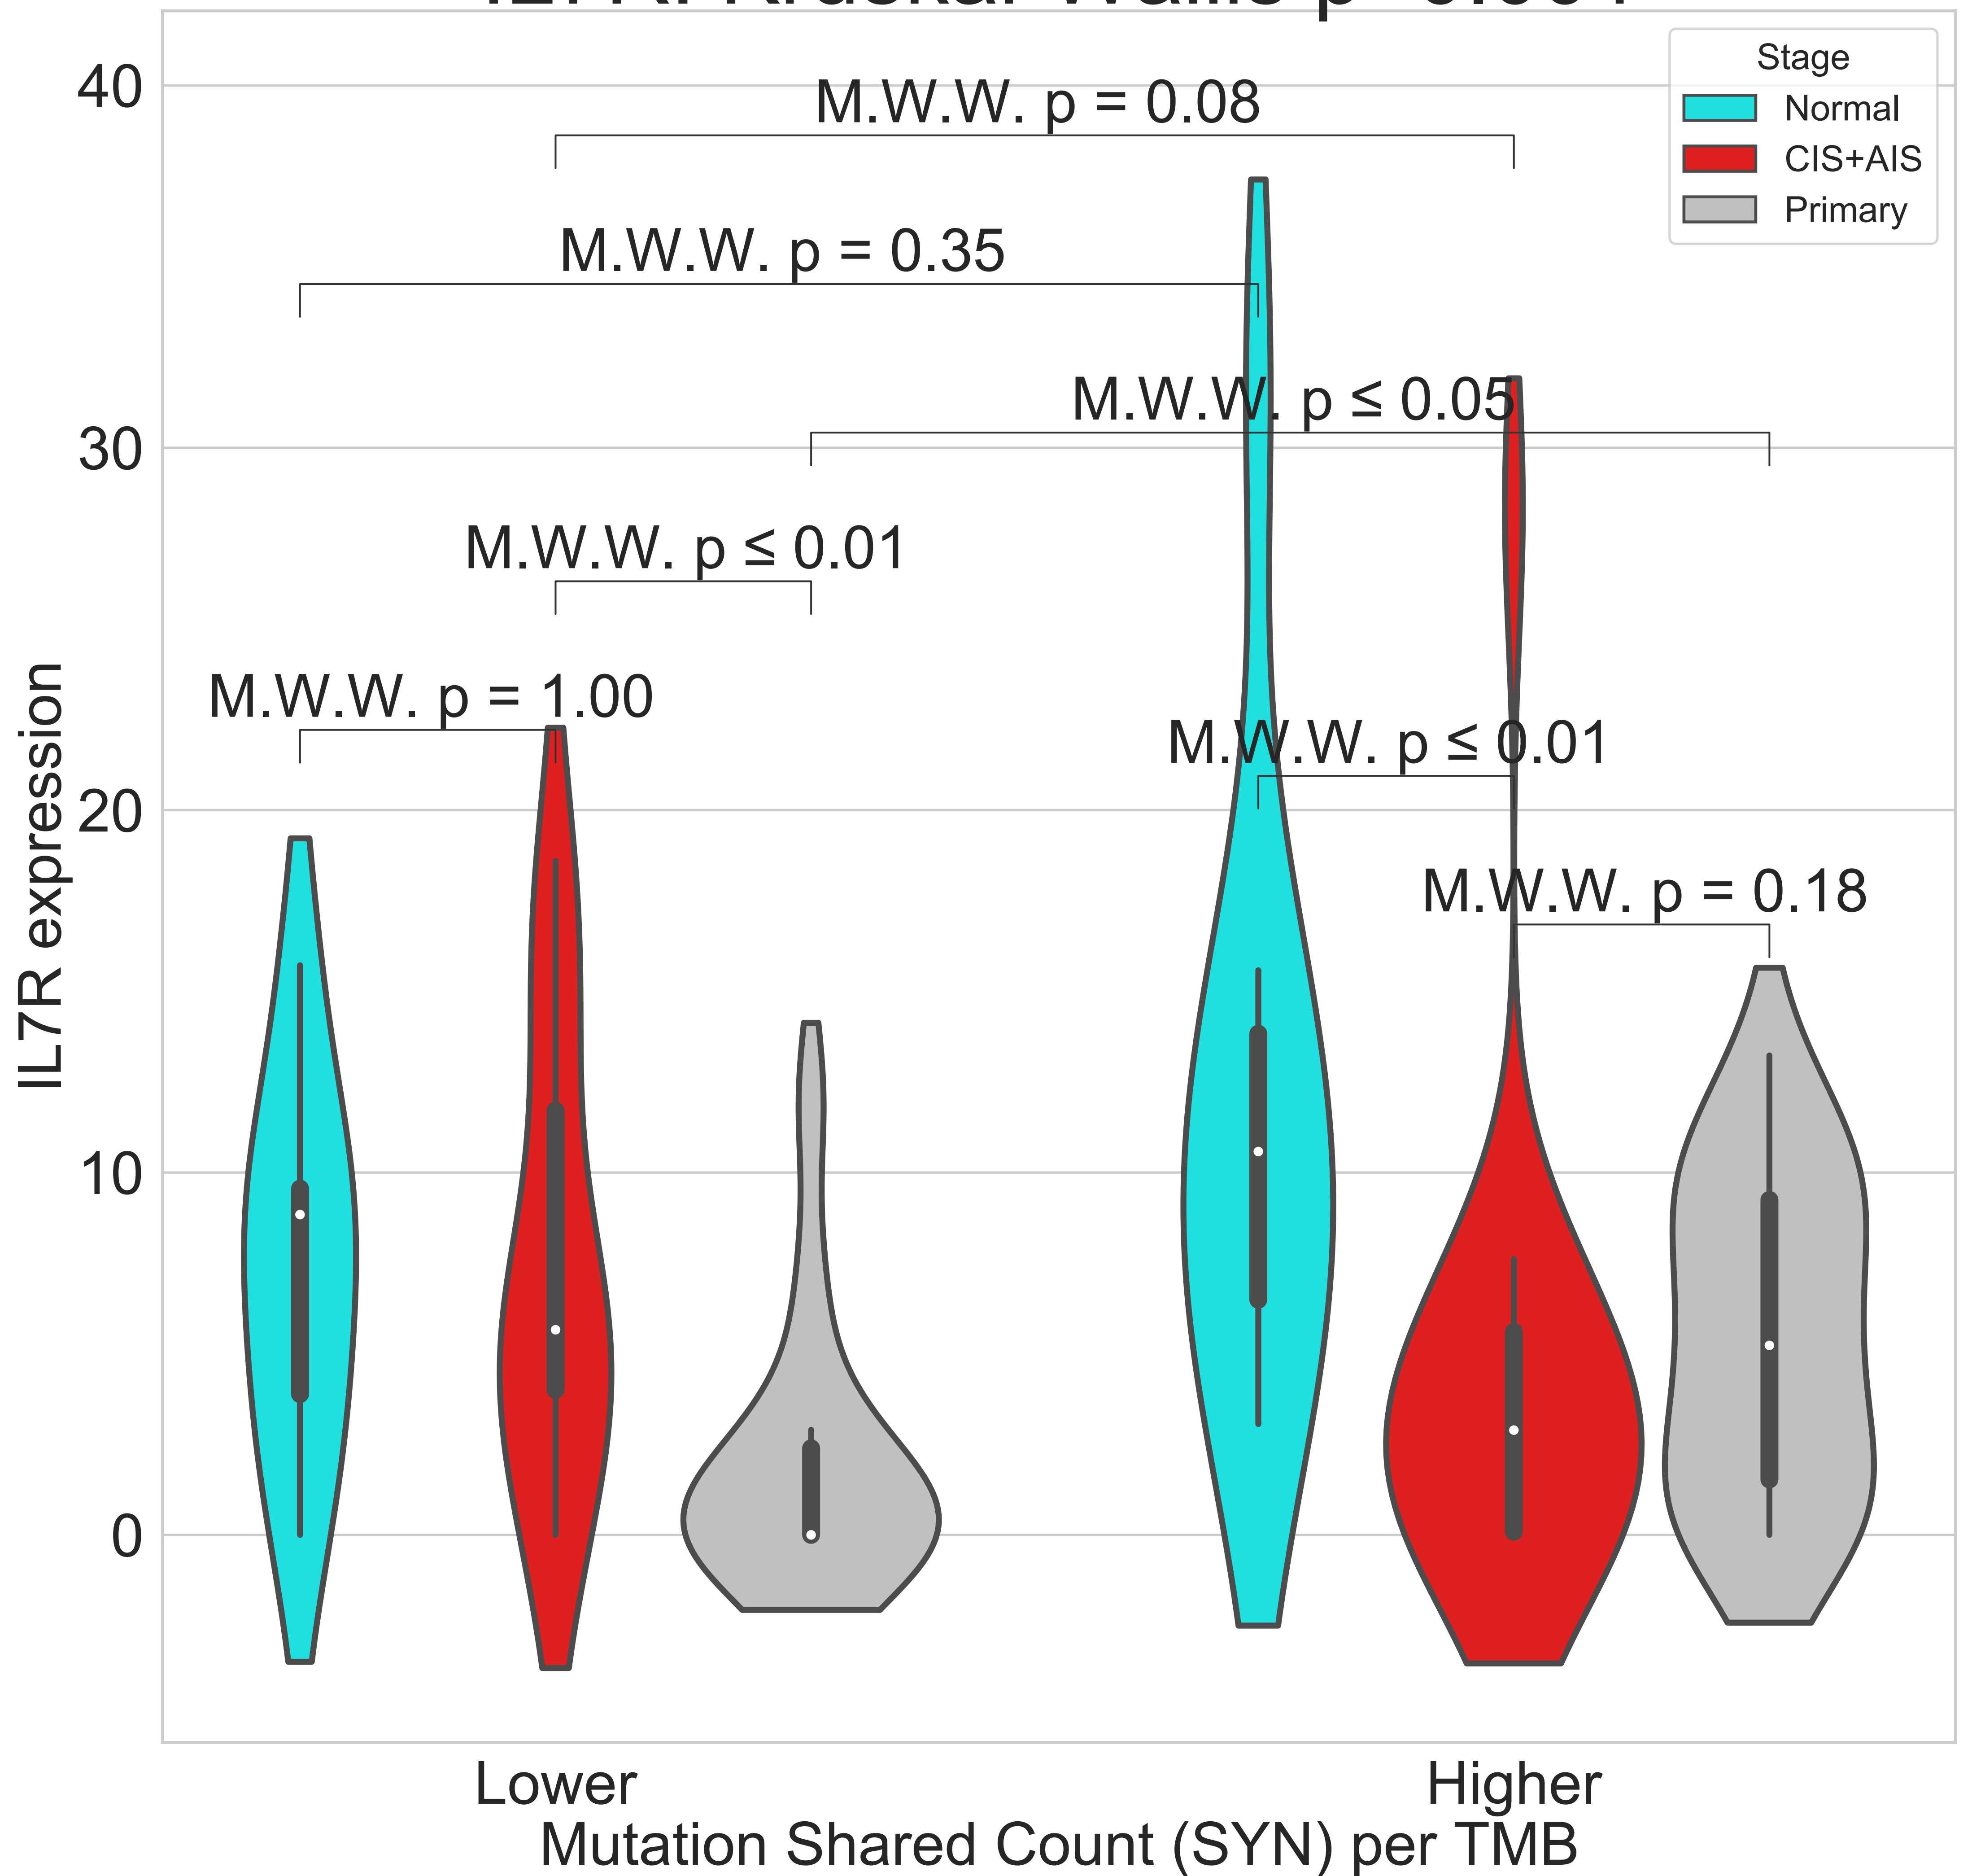 Stage
Normal
CIS+AIS
Primary
40
30
20
10
0
IL7R expression
M.W.W. p = 0.08
M.W.W. p = 0.35
M.W.W. p ≤ 0.05
M.W.W. p ≤ 0.01
M.W.W. p = 1.00
M.W.W. p ≤ 0.01
M.W.W. p = 0.18
Lower
Higher
Mutation Shared Count (SYN) per TMB